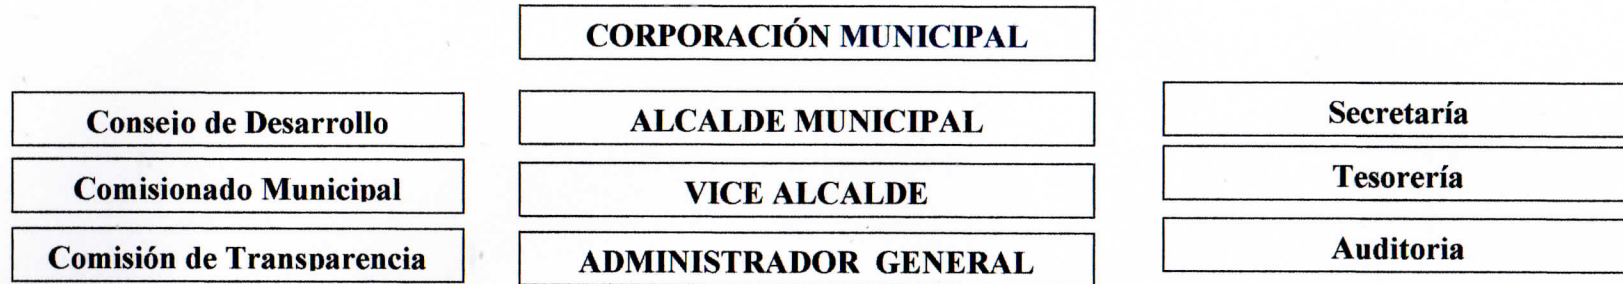 CORPORACIÓN MUNICIPAL
Consejo de Desarrollo
ALCALDE MUNICIPAL
Secretaría
Comisionado Municipal
VICE ALCALDE
Tesorería
Comisión de Transparencia
ADMINISTRADOR GENERAL
Auditoria